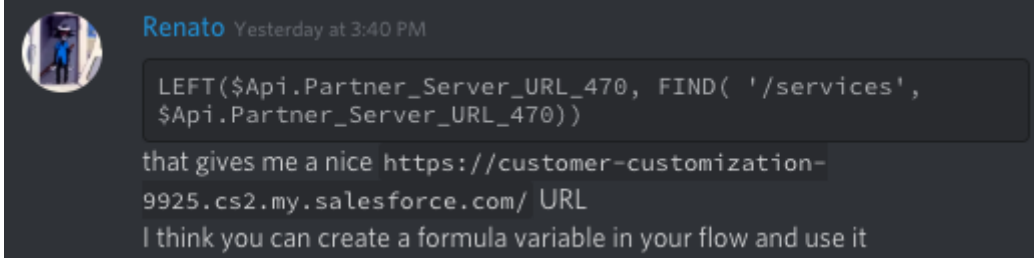 Renato Yesterday at 3:40 PM
LEFT($Api.Partner_Server_URL_470, FIND( '/services',
$Api.Partner_Server_URL_470))
that gives me a nice https://customer-customization-
9925.cs2.my.salesforce.com/ URL
I think you can create a formula variable in your flow and use it